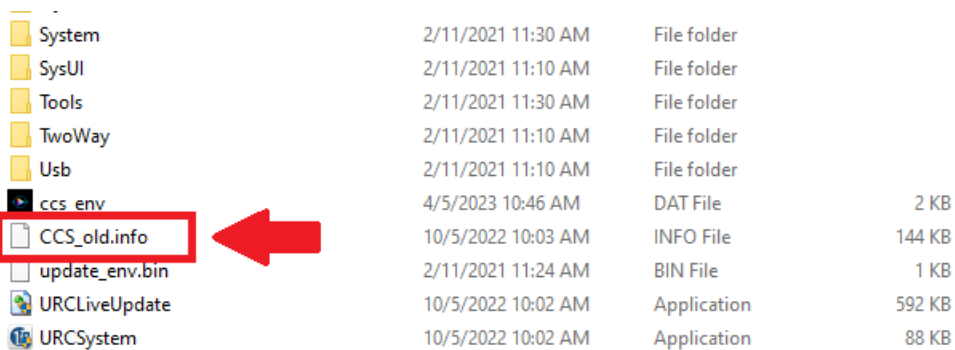 System 2/11/2021 11:30 AM File folder
SysUI 2/11/2021 11:10 AM File folder
Tools 2/11/2021 11:30 AM File folder
TwoWay 2/11/2021 11:10 AM File folder
Usb 2/11/2021 11:10 AM File folder
ccs_env 4/5/2023 10:46 AM DAT File 2 KB
CCS_old.info 10/5/2022 10:03 AM INFO File 144 KB
update_env.bin 2/11/2021 11:24 AM BIN File 1 KB
URCLiveUpdate 10/5/2022 10:02 AM Application 592 KB
URCSystem 10/5/2022 10:02 AM Application 88 KB